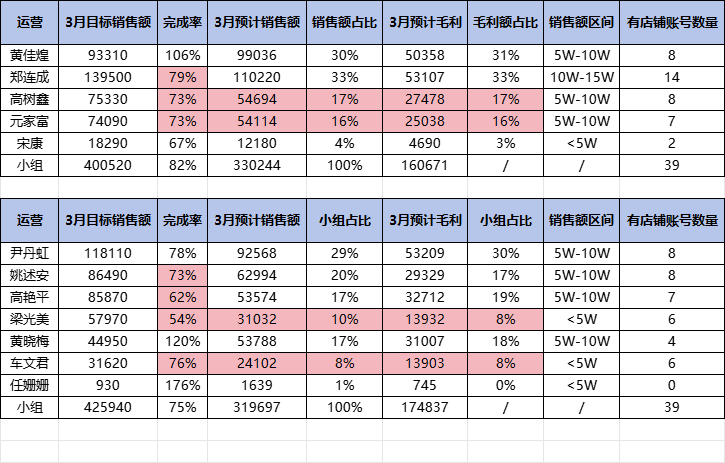 运营 3月目标销售额 完成率 3月预计销售额 销售额占比 3月预计毛利 毛利额占比 销售额区间 有店铺账号数量
黄佳煌 93310 106% 99036 30% 50358 31% 5W-10W 8
郑连成 139500 79% 110220 33% 53107 33% 10W-15W 14
高树鑫 75330 73% 54694 17% 27478 17% 5W-10W 8
元家富 74090 73% 54114 16% 25038 16% 5W-10W 7
宋康 18290 67% 12180 4% 4690 3% <5W 2
小组 400520 82% 330244 100% 160671 / / 39
运营 3月目标销售额 完成率 3月预计销售额 小组占比 3月预计毛利 小组占比 销售额区间 有店铺账号数量
尹丹虹 118110 78% 92568 29% 53209 30% 5W-10W 8
姚述安 86490 73% 62994 20% 29329 17% 5W-10W 8
高艳平 85870 62% 53574 17% 32712 19% 5W-10W 7
梁光美 57970 54% 31032 10% 13932 8% <5W 6
黄晓梅 44950 120% 53788 17% 31007 18% 5W-10W 4
车文君 31620 76% 24102 8% 13903 8% <5W 6
任姗姗 930 176% 1639 1% 745 0% <5W 0
小组 425940 75% 319697 100% 174837 / / 39